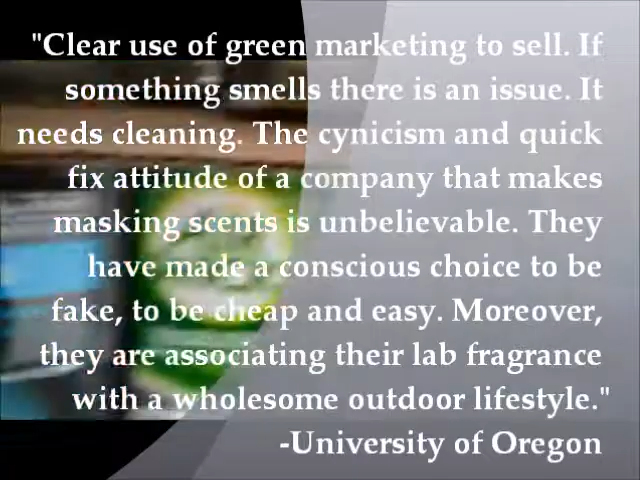 "Clear use of green marketing to sell. If
something smells there is an issue. It
needs cleaning. The cynicism and quick
fix attitude of a company that makes
masking scents is unbelievable. They
have made a conscious choice to be
fake, to be cheap and easy. Moreover,
they are associating their lab fragrance
with a wholesome outdoor lifestyle."
-University of Oregon